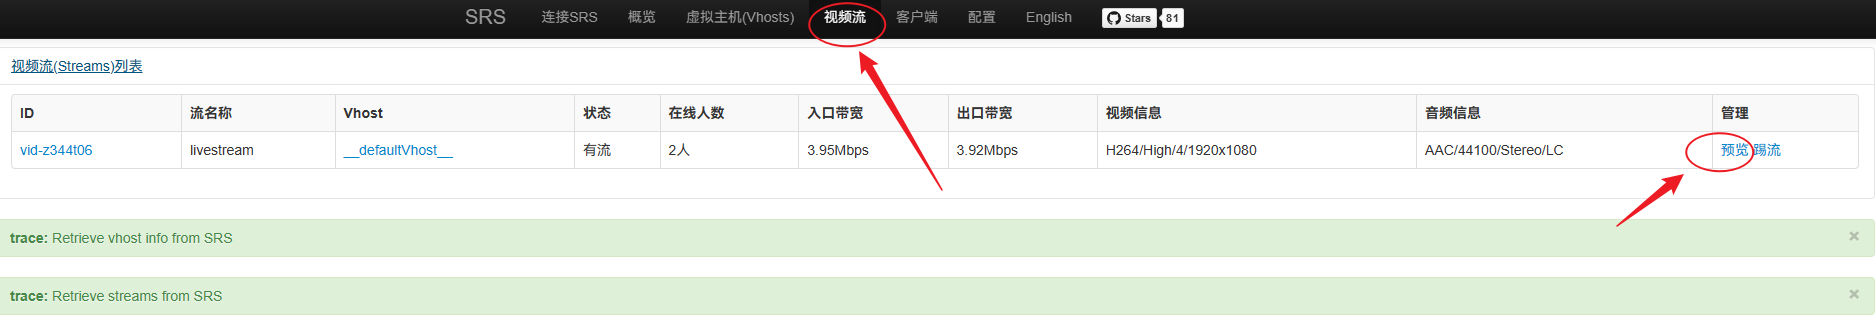 SRS 连接SRS 概览 虚拟主机(Vhosts) 视频流 客户端 配置 English Stars 81
视频流(Streams)列表
ID 流名称 Vhost 状态 在线人数 入口带宽 出口带宽 视频信息 音频信息 管理
vid-z344t06 livestream __defaultVhost__ 有流 2人 3.95Mbps 3.92Mbps H264/High/4/1920x1080 AAC/44100/Stereo/LC 预览 踢流
trace: Retrieve vhost info from SRS ×
trace: Retrieve streams from SRS ×